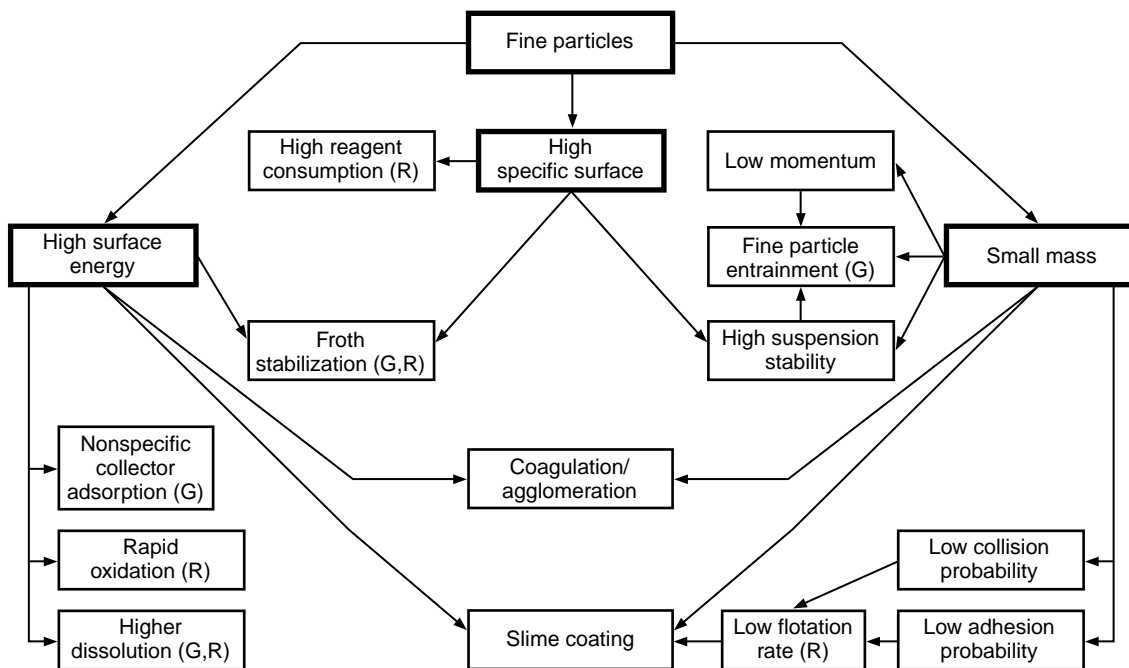 Fine particles
High reagent
consumption (R)
High
specific surface
Low momentum
High surface
energy
Fine particle
entrainment (G)
Small mass
Froth
stabilization (G,R)
High suspension
stability
Nonspecific
collector
adsorption (G)
Coagulation/
agglomeration
Rapid
oxidation (R)
Low collision
probability
Higher
dissolution (G,R)
Slime coating
Low flotation
rate (R)
Low adhesion
probability